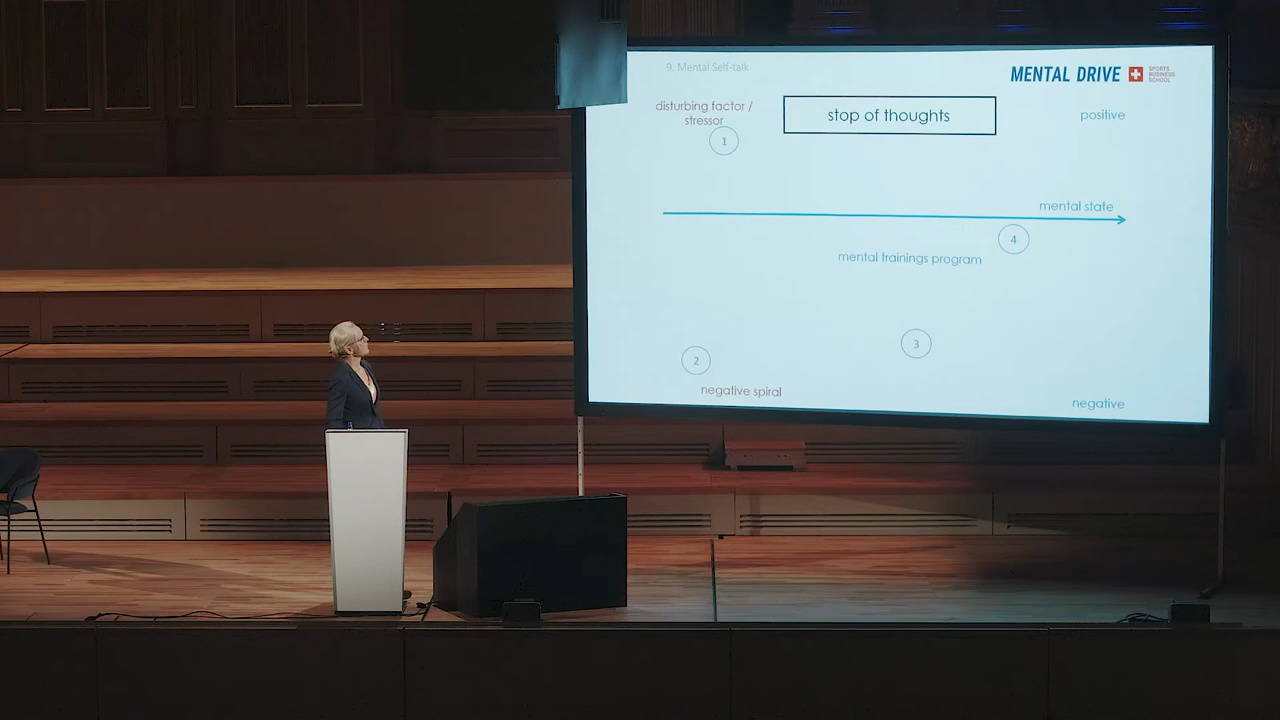 9. Mental Self-talk
MENTAL DRIVE
SPORTS
BUSINESS
SCHOOL
disturbing factor /
stressor
stop of thoughts
positive
1
mental state
4
mental trainings program
3
2
negative spiral
negative